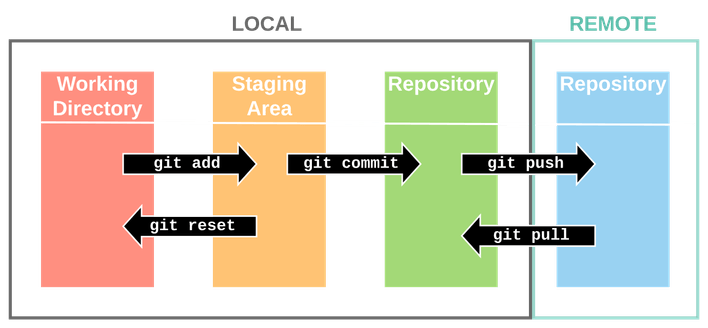 LOCAL
REMOTE
Working
Directory
Staging
Area
Repository
Repository
git add
git commit
git push
git reset
git pull